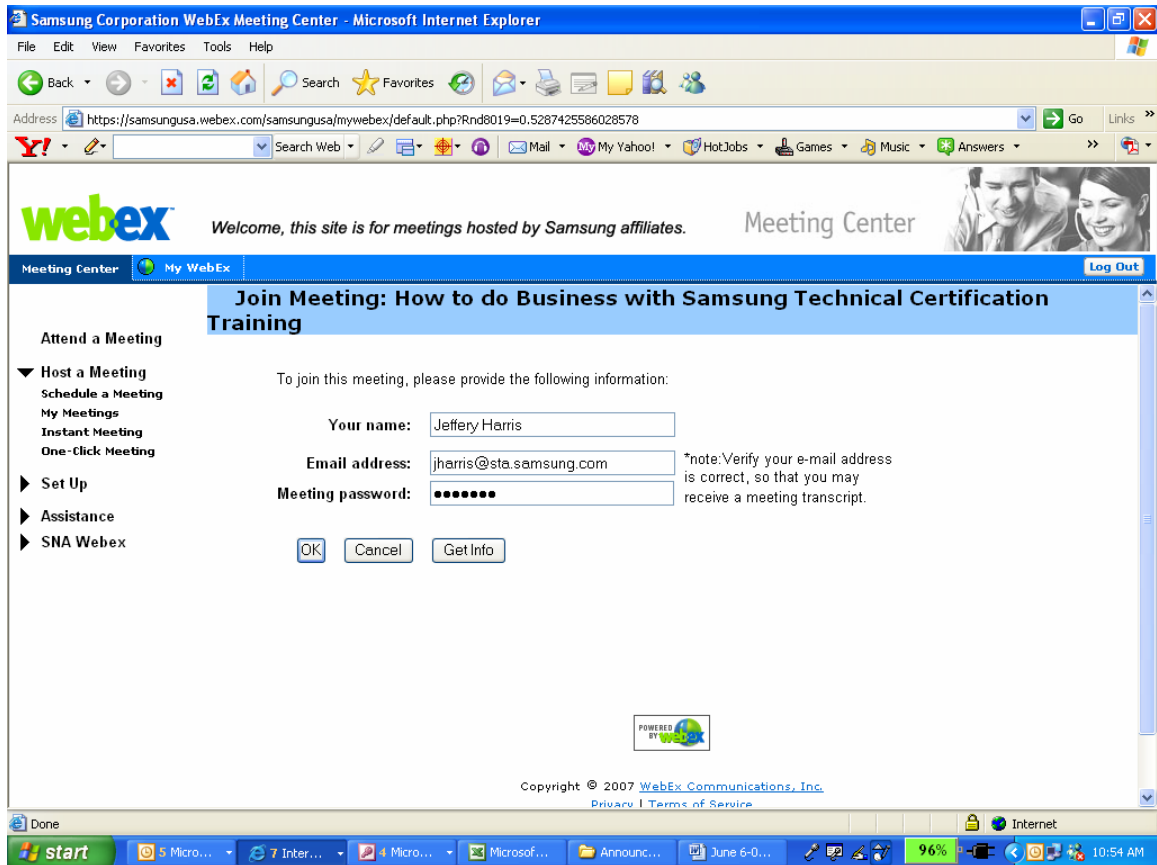 Samsung Corporation WebEx Meeting Center - Microsoft Internet Explorer
File Edit View Favorites Tools Help
Back Search Favorites
Address https://samsungusa.webex.com/samsungusa/mywebex/default.php?Rnd8019=0.5287425586028578 Go Links »
Y! Search Web Mail My Yahoo! HotJobs Games Music Answers »
webex™ Welcome, this site is for meetings hosted by Samsung affiliates. Meeting Center
Meeting Center My WebEx Log Out
Join Meeting: How to do Business with Samsung Technical Certification
Training
Attend a Meeting
Host a Meeting
Schedule a Meeting
My Meetings
Instant Meeting
One-Click Meeting
Set Up
Assistance
SNA Webex
To join this meeting, please provide the following information:
Your name: Jeffery Harris
Email address: jharris@sta.samsung.com
*note:Verify your e-mail address
is correct, so that you may
receive a meeting transcript.
Meeting password: •••••••
OK Cancel Get Info
POWERED
BY webex
Copyright © 2007 WebEx Communications, Inc.
Privacy | Terms of Service
Done Internet
start 5 Micro... 7 Inter... 4 Micro... Microsof... Announc... June 6-0... 96% 10:54 AM